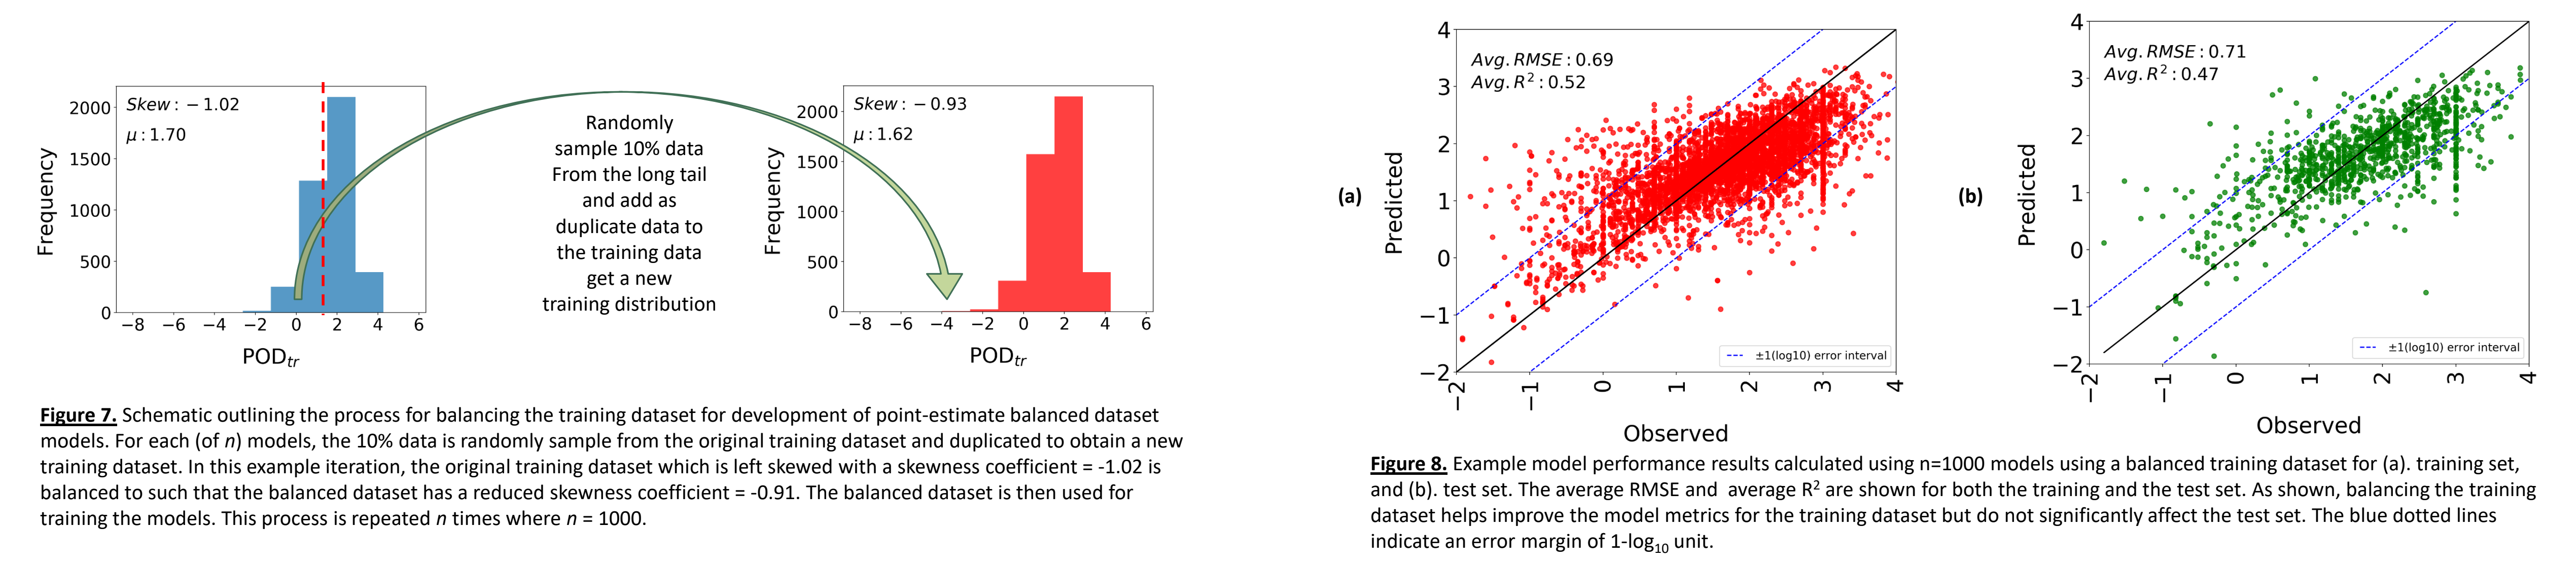 Skew: −1.02
μ: 1.70
2000
1500
1000
500
0
Frequency
−8 −6 −4 −2 0 2 4 6
POD_tr
Randomly
sample 10% data
From the long tail
and add as
duplicate data to
the training data
get a new
training distribution
Skew: −0.93
μ: 1.62
2000
1500
1000
500
0
Frequency
−8 −6 −4 −2 0 2 4 6
POD_tr
Figure 7. Schematic outlining the process for balancing the training dataset for development of point-estimate balanced dataset
models. For each (of n) models, the 10% data is randomly sample from the original training dataset and duplicated to obtain a new
training dataset. In this example iteration, the original training dataset which is left skewed with a skewness coefficient = -1.02 is
balanced to such that the balanced dataset has a reduced skewness coefficient = -0.91. The balanced dataset is then used for
training the models. This process is repeated n times where n = 1000.
(a)
Avg. RMSE: 0.69
Avg. R²: 0.52
4
3
2
1
0
−1
−2
Predicted
±1(log10) error interval
−2 −1 0 1 2 3 4
Observed
(b)
Avg. RMSE: 0.71
Avg. R²: 0.47
4
3
2
1
0
−1
−2
Predicted
±1(log10) error interval
−2 −1 0 1 2 3 4
Observed
Figure 8. Example model performance results calculated using n=1000 models using a balanced training dataset for (a). training set,
and (b). test set. The average RMSE and average R² are shown for both the training and the test set. As shown, balancing the training
dataset helps improve the model metrics for the training dataset but do not significantly affect the test set. The blue dotted lines
indicate an error margin of 1-log₁₀ unit.